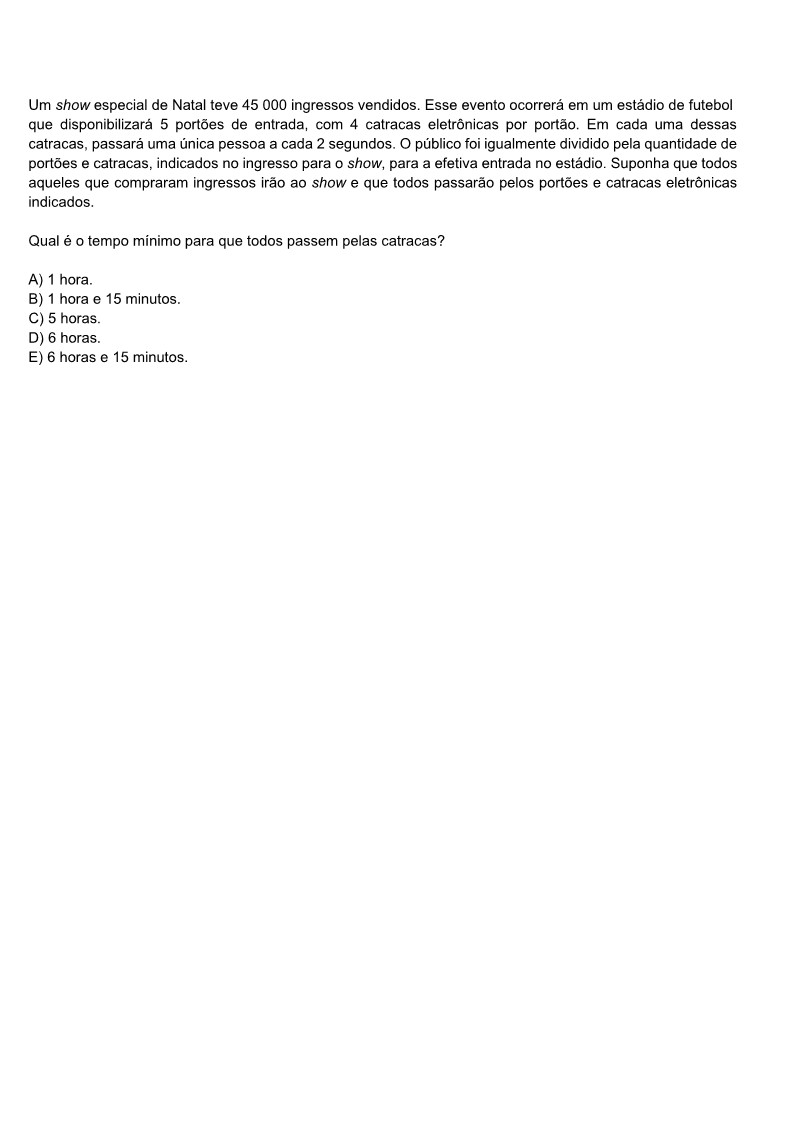 Um show especial de Natal teve 45 000 ingressos vendidos. Esse evento ocorrerá em um estádio de futebol
que disponibilizará 5 portões de entrada, com 4 catracas eletrônicas por portão. Em cada uma dessas
catracas, passará uma única pessoa a cada 2 segundos. O público foi igualmente dividido pela quantidade de
portões e catracas, indicados no ingresso para o show, para a efetiva entrada no estádio. Suponha que todos
aqueles que compraram ingressos irão ao show e que todos passarão pelos portões e catracas eletrônicas
indicados.
Qual é o tempo mínimo para que todos passem pelas catracas?
A) 1 hora.
B) 1 hora e 15 minutos.
C) 5 horas.
D) 6 horas.
E) 6 horas e 15 minutos.